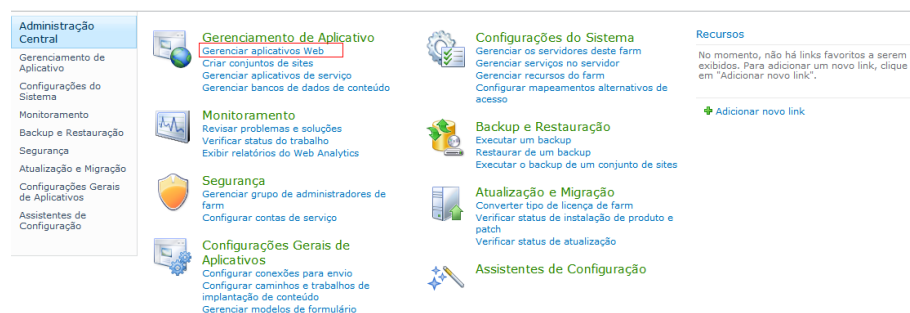 Administração
Central
Gerenciamento de
Aplicativo
Configurações do
Sistema
Monitoramento
Backup e Restauração
Segurança
Atualização e Migração
Configurações Gerais
de Aplicativos
Assistentes de
Configuração
Gerenciamento de Aplicativo
Gerenciar aplicativos Web
Criar conjuntos de sites
Gerenciar aplicativos de serviço
Gerenciar bancos de dados de conteúdo
Monitoramento
Revisar problemas e soluções
Verificar status do trabalho
Exibir relatórios do Web Analytics
Segurança
Gerenciar grupo de administradores de
farm
Configurar contas de serviço
Configurações Gerais de
Aplicativos
Configurar conexões para envio
Configurar caminhos e trabalhos de
implantação de conteúdo
Gerenciar modelos de formulário
Configurações do Sistema
Gerenciar os servidores deste farm
Gerenciar serviços no servidor
Gerenciar recursos do farm
Configurar mapeamentos alternativos de
acesso
Backup e Restauração
Executar um backup
Restaurar de um backup
Executar o backup de um conjunto de sites
Atualização e Migração
Converter tipo de licença de farm
Verificar status de instalação de produto e
patch
Verificar status de atualização
Assistentes de Configuração
Recursos
No momento, não há links favoritos a serem
exibidos. Para adicionar um novo link, clique
em "Adicionar novo link".
Adicionar novo link